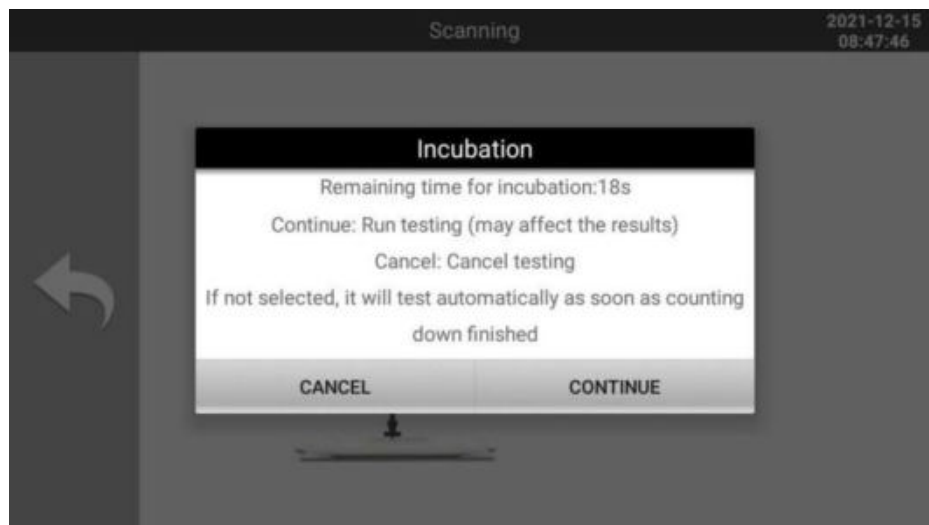 Scanning
2021-12-15
08:47:46
Incubation
Remaining time for incubation:18s
Continue: Run testing (may affect the results)
Cancel: Cancel testing
If not selected, it will test automatically as soon as counting
down finished
CANCEL
CONTINUE